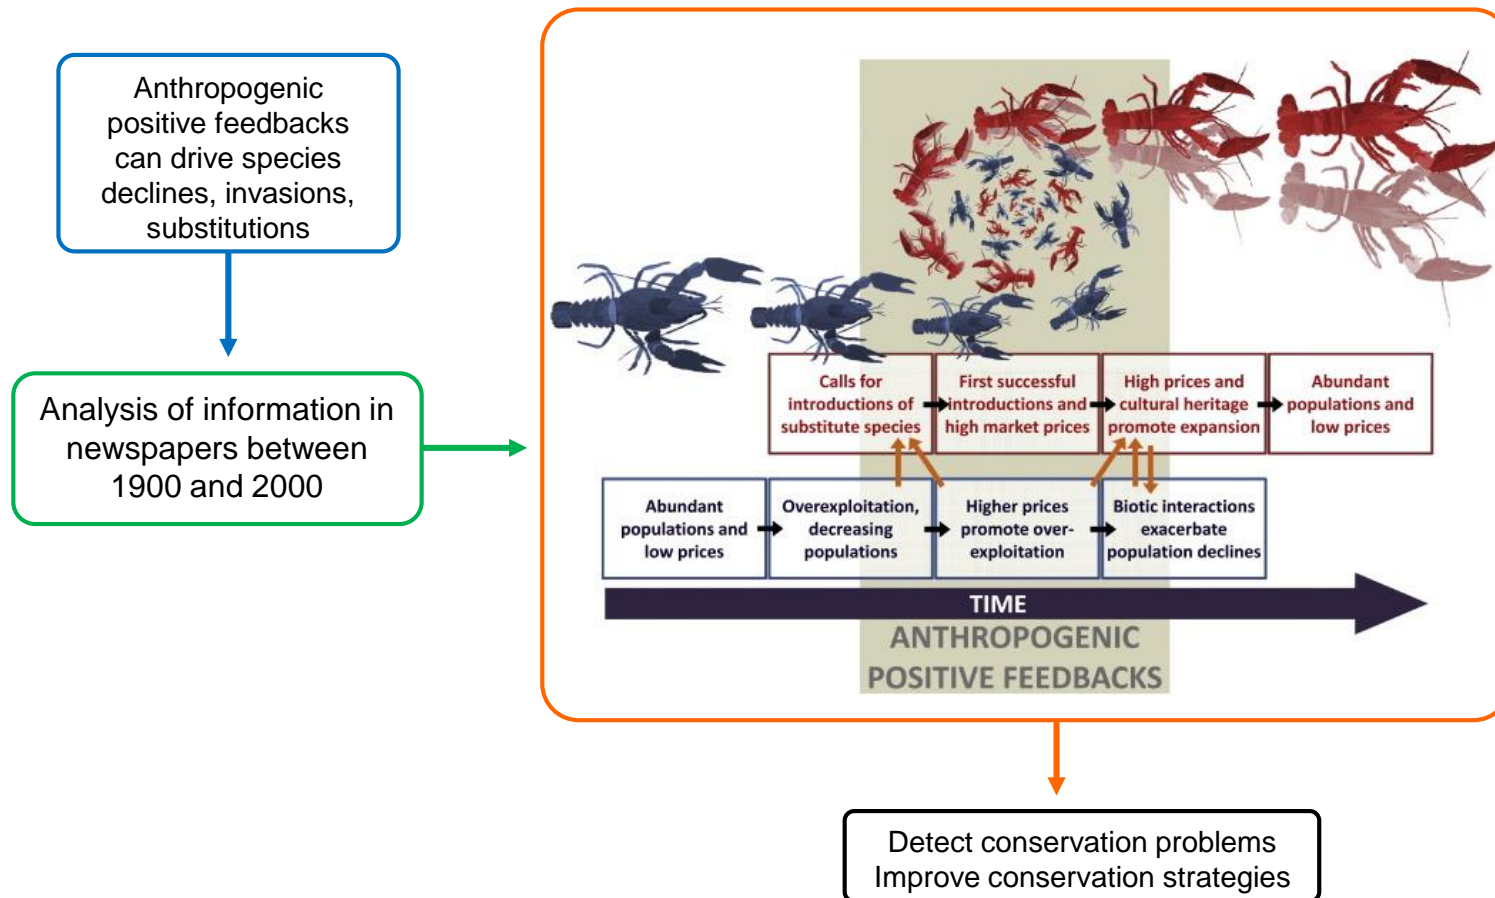 Anthropogenic
positive feedbacks
can drive species
declines, invasions,
substitutions
Analysis of information in
newspapers between
1900 and 2000
Calls for
introductions of
substitute species
First successful
introductions and
high market prices
High prices and
cultural heritage
promote expansion
Abundant
populations and
low prices
Abundant
populations and
low prices
Overexploitation,
decreasing
populations
Higher prices
promote over-
exploitation
Biotic interactions
exacerbate
population declines
TIME
ANTHROPOGENIC
POSITIVE FEEDBACKS
Detect conservation problems
Improve conservation strategies